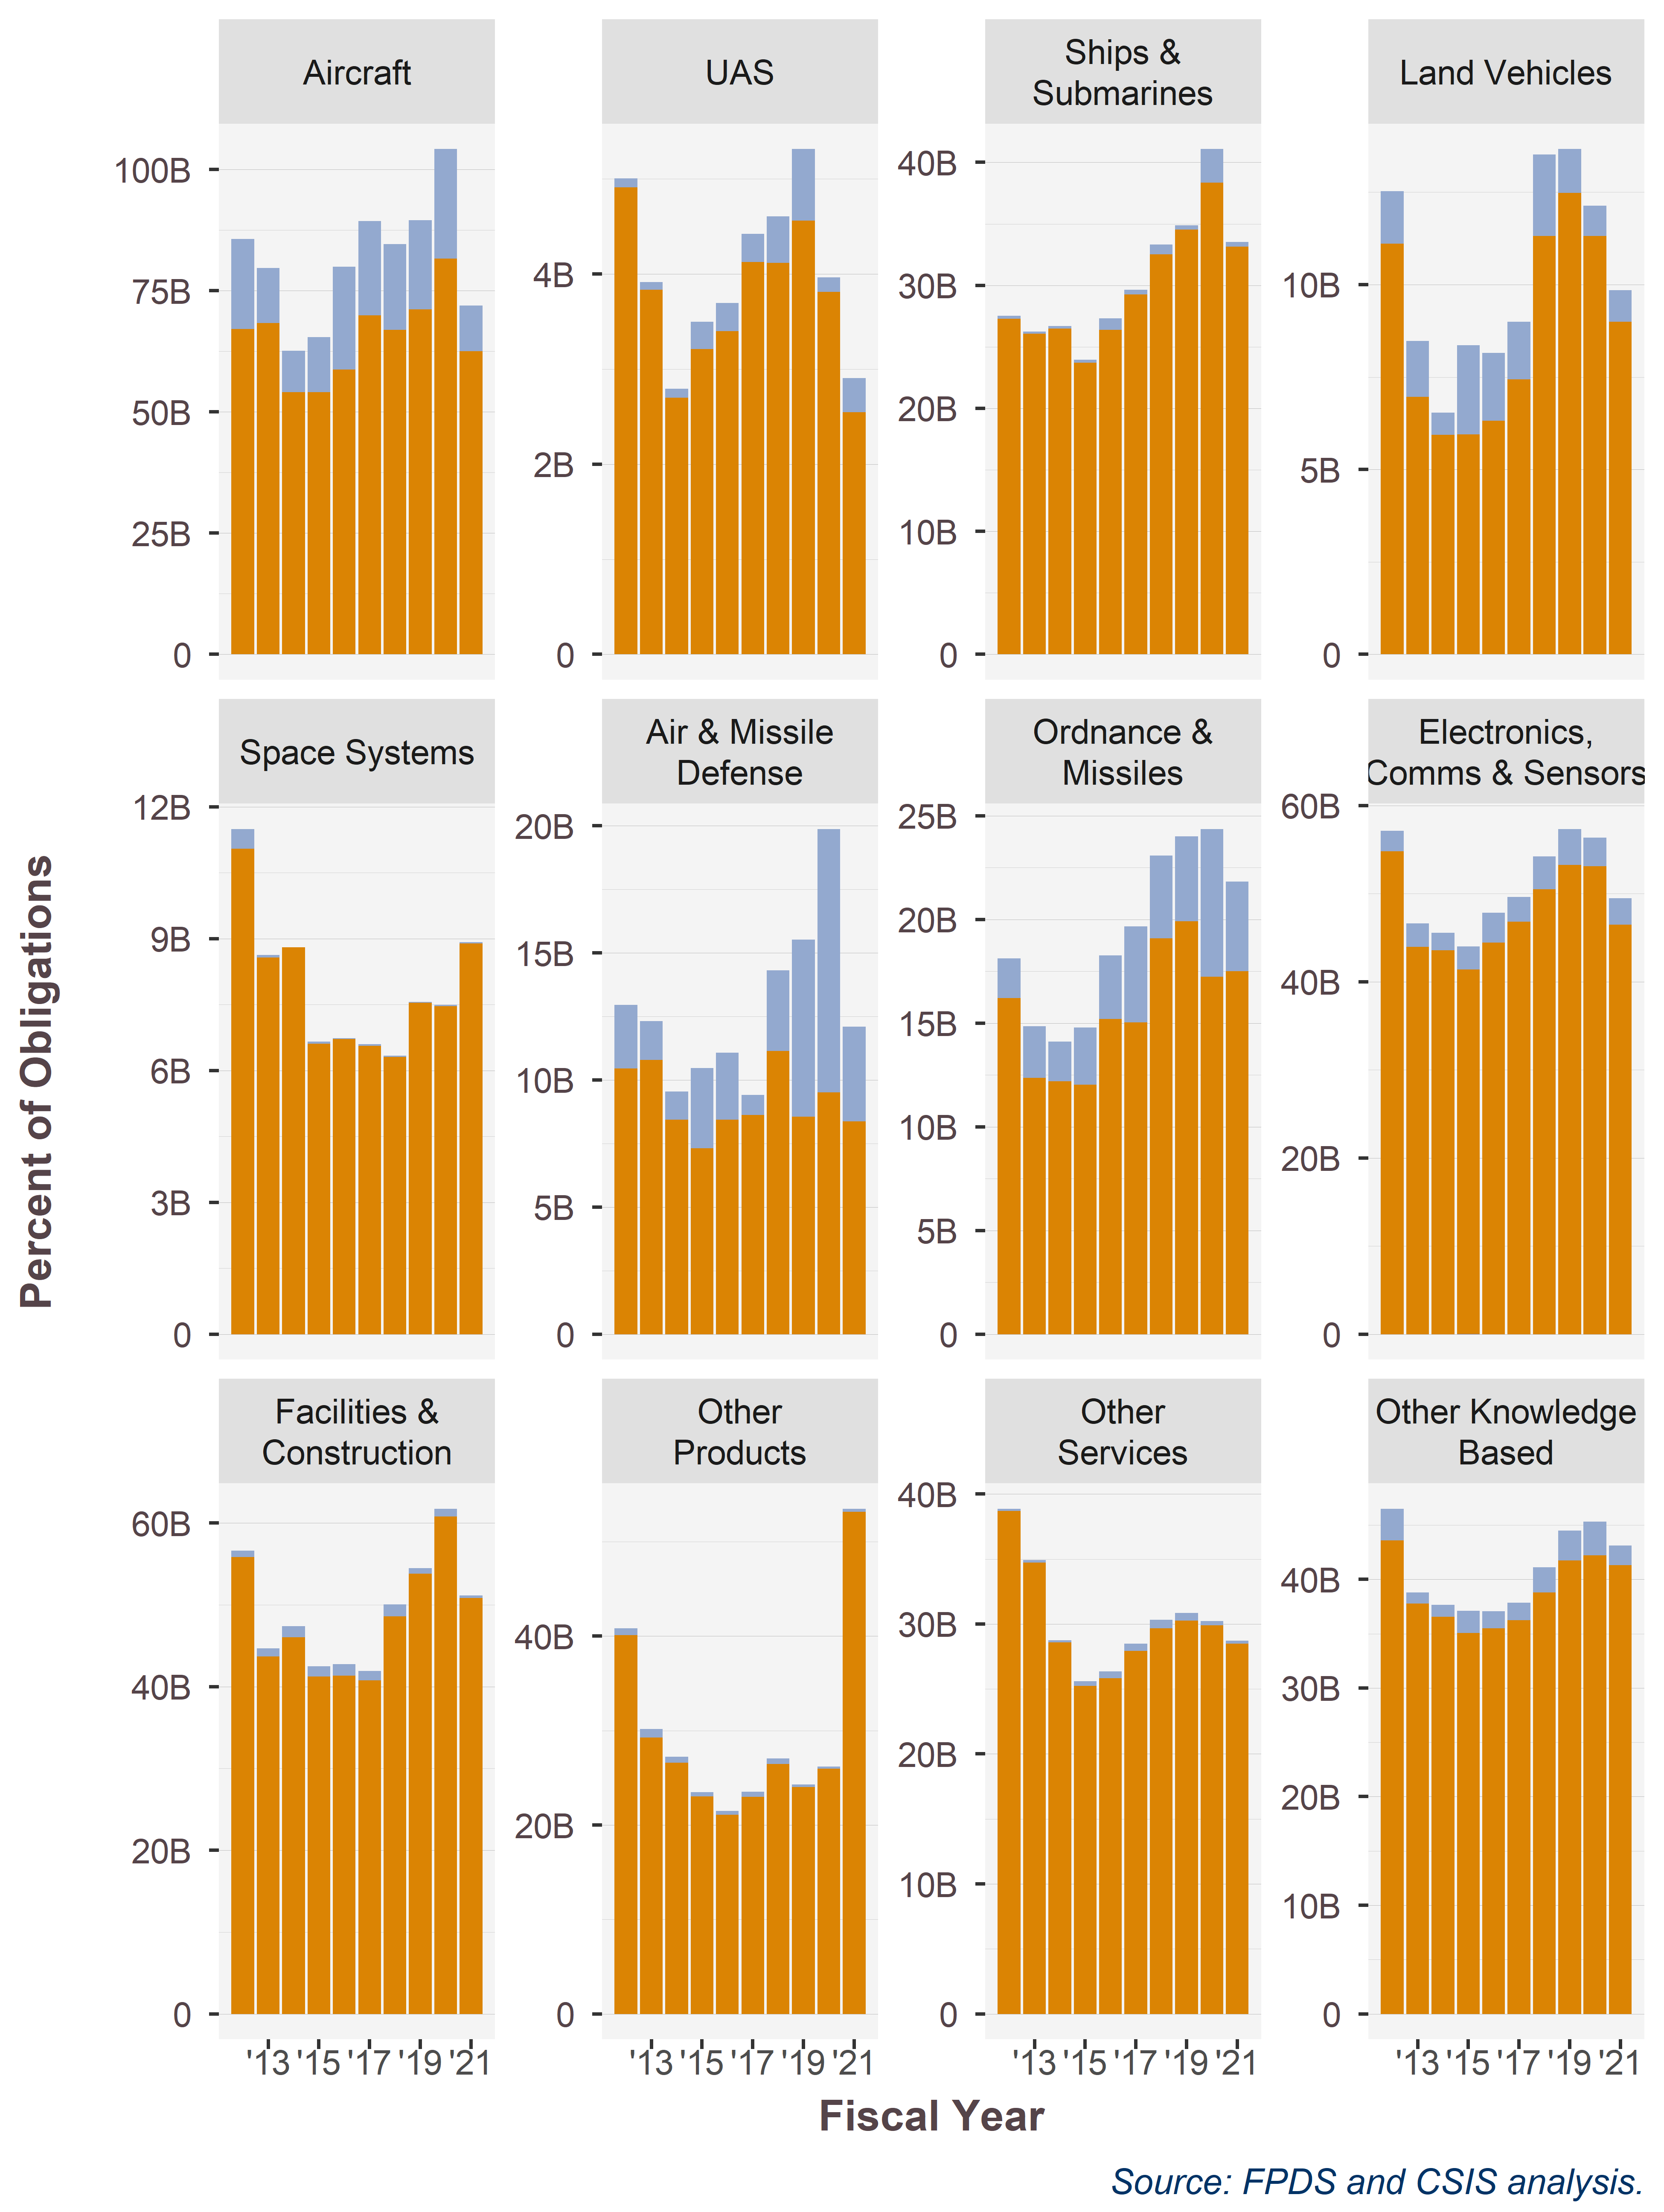 Aircraft
UAS
Ships &
Submarines
Land Vehicles
100B
75B
50B
25B
0
4B
2B
0
40B
30B
20B
10B
0
10B
5B
0
Space Systems
Air & Missile
Defense
Ordnance &
Missiles
Electronics,
Comms & Sensors
12B
9B
6B
3B
0
20B
15B
10B
5B
0
25B
20B
15B
10B
5B
0
60B
40B
20B
0
Percent of Obligations
Facilities &
Construction
Other
Products
Other
Services
Other Knowledge
Based
60B
40B
20B
0
40B
20B
0
40B
30B
20B
10B
0
40B
30B
20B
10B
0
'13 '15 '17 '19 '21
'13 '15 '17 '19 '21
'13 '15 '17 '19 '21
'13 '15 '17 '19 '21
Fiscal Year
Source: FPDS and CSIS analysis.